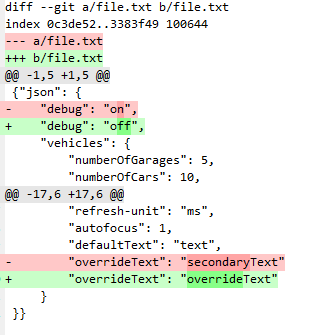 diff --git a/file.txt b/file.txt
index 0c3de52..3383f49 100644
--- a/file.txt
+++ b/file.txt
@@ -1,5 +1,5 @@
 {"json": {
-    "debug": "on",
+    "debug": "off",
     "vehicles": {
         "numberOfGarages": 5,
         "numberOfCars": 10,
@@ -17,6 +17,6 @@
         "refresh-unit": "ms",
         "autofocus": 1,
         "defaultText": "text",
-        "overrideText": "secondaryText"
+        "overrideText": "overrideText"
     }
 }}